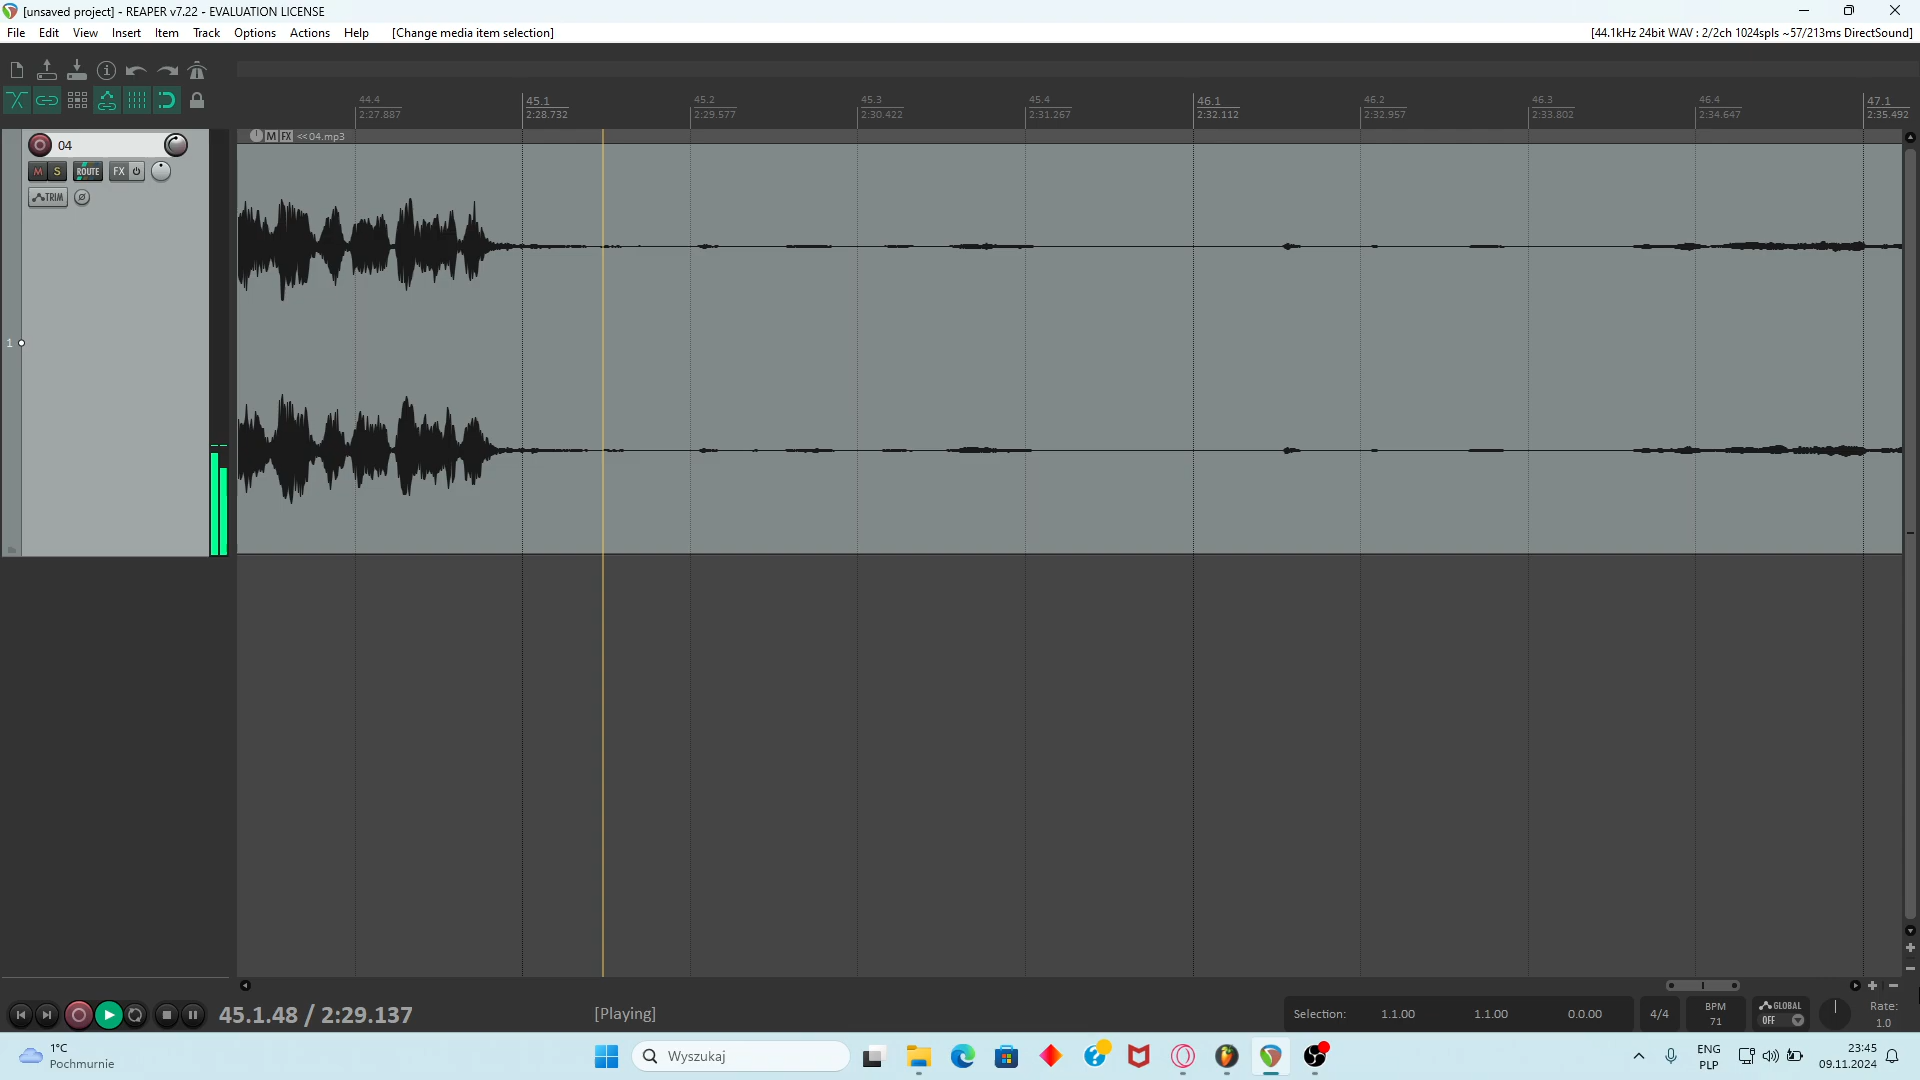 [unsaved project] - REAPER v7.22 - EVALUATION LICENSE
File Edit View Insert Item Track Options Actions Help [Change media item selection]
[44.1kHz 24bit WAV : 2/2ch 1024spls ~57/213ms DirectSound]
44.4 45.1 45.2 45.3 45.4 46.1 46.2 46.3 46.4 47.1
2:27.887 2:28.732 2:29.577 2:30.422 2:31.267 2:32.112 2:32.957 2:33.802 2:34.647 2:35.492
M FX <<04.mp3
04
M S ROUTE FX
TRIM
1
45.1.48 / 2:29.137
[Playing]
Selection: 1.1.00 1.1.00 0.0.00
4/4
BPM
71
GLOBAL
OFF
Rate:
1.0
1°C
Pochmurnie
Wyszukaj
ENG
PLP
23:45
09.11.2024